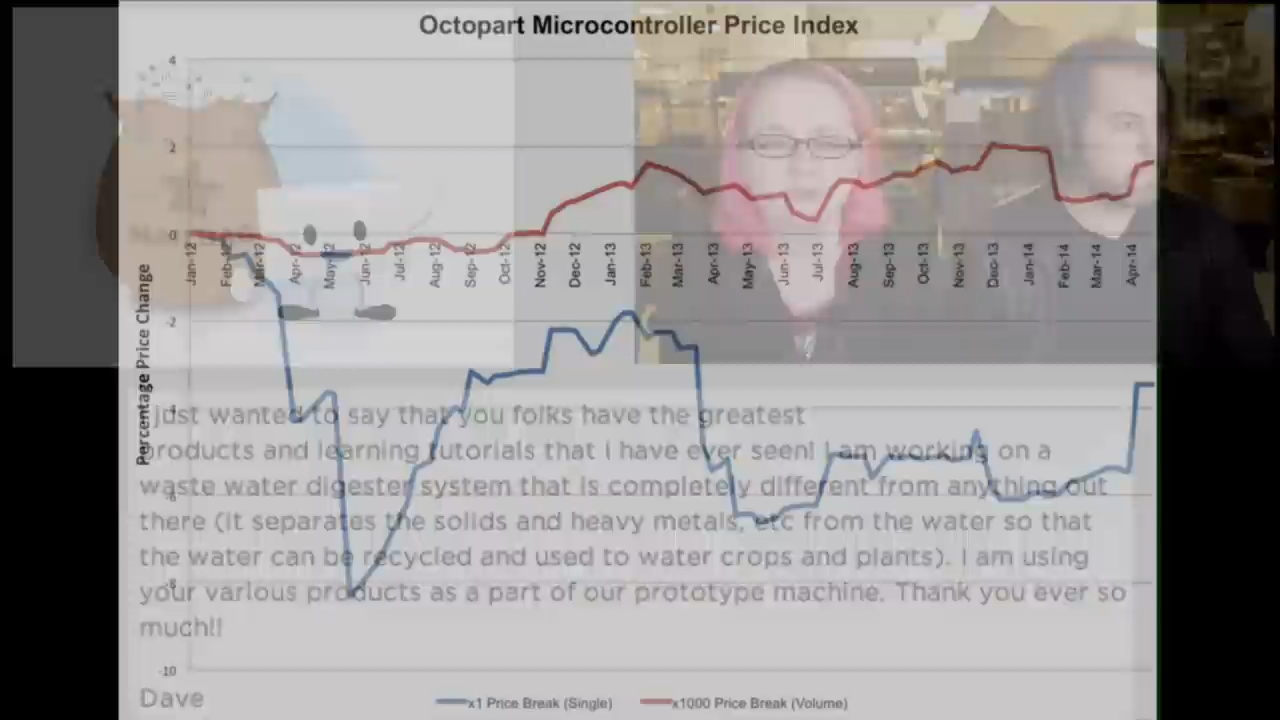 Octopart Microcontroller Price Index
4
2
0
Jan-12 Feb-12 Mar-12 Apr-12 May-12 Jun-12 Jul-12 Aug-12 Sep-12 Oct-12 Nov-12 Dec-12 Jan-13 Feb-13 Mar-13 Apr-13 May-13 Jun-13 Jul-13 Aug-13 Sep-13 Oct-13 Nov-13 Dec-13 Jan-14 Feb-14 Mar-14 Apr-14
-2
Percentage Price Change
I just wanted to say that you folks have the greatest
products and learning tutorials that I have ever seen! I am working on a
waste water digester system that is completely different from anything out
there (it separates the solids and heavy metals, etc from the water so that
the water can be recycled and used to water crops and plants). I am using
your various products as a part of our prototype machine. Thank you ever so
much!!
-10
Dave
x1 Price Break (Single) x1000 Price Break (Volume)